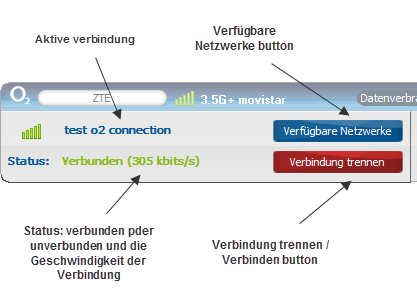 Aktive verbindung
Verfügbare
Netzwerke button
O2 ZTE 3.5G+ movistar Datenverbra
test o2 connection Verfügbare Netzwerke
Status: Verbunden (305 kbits/s) Verbindung trennen
Status: verbunden pder
unverbunden und die
Geschwindigkeit der
Verbindung
Verbindung trennen /
Verbinden button